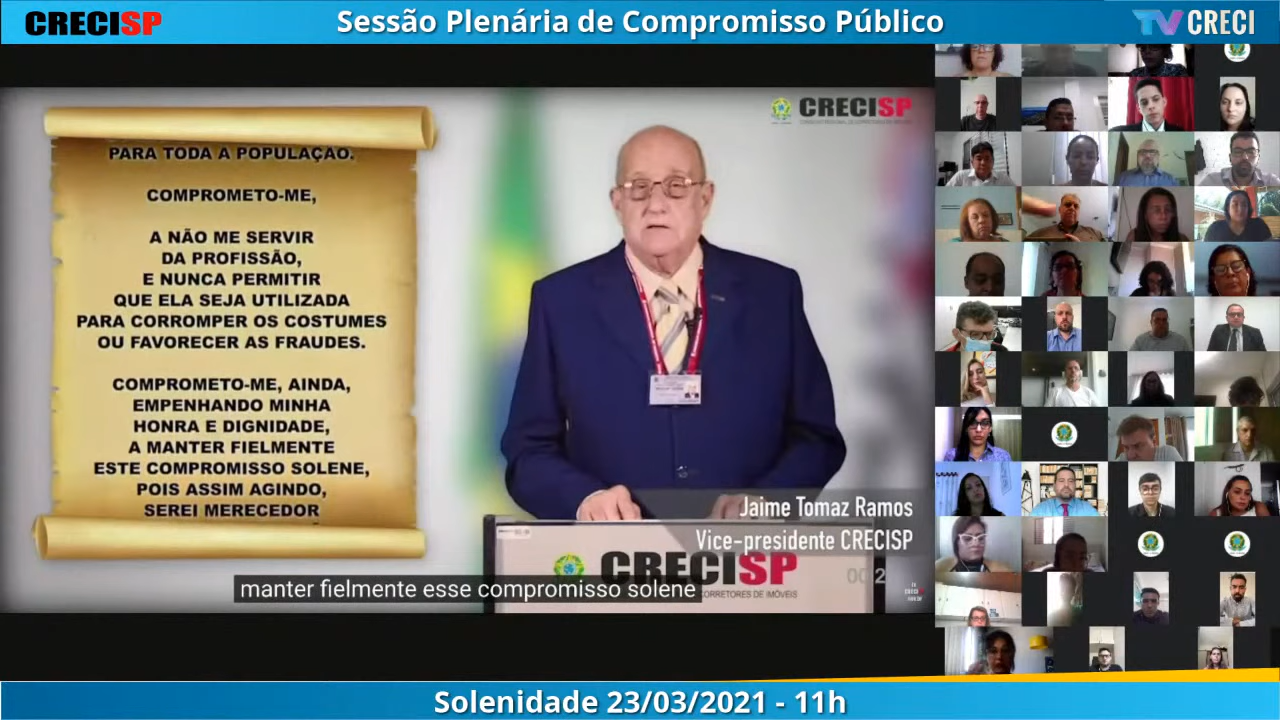 CRECISP
Sessão Plenária de Compromisso Público
TV CRECI
CRECISP
PARA TODA A POPULAÇÃO.
COMPROMETO-ME,
A NÃO ME SERVIR
DA PROFISSÃO,
E NUNCA PERMITIR
QUE ELA SEJA UTILIZADA
PARA CORROMPER OS COSTUMES
OU FAVORECER AS FRAUDES.
COMPROMETO-ME, AINDA,
EMPENHANDO MINHA
HONRA E DIGNIDADE,
A MANTER FIELMENTE
ESTE COMPROMISSO SOLENE,
POIS ASSIM AGINDO,
SEREI MERECEDOR
Jaime Tomaz Ramos
Vice-presidente CRECISP
CRECISP
CORRETORES DE IMÓVEIS
manter fielmente esse compromisso solene
Solenidade 23/03/2021 - 11h